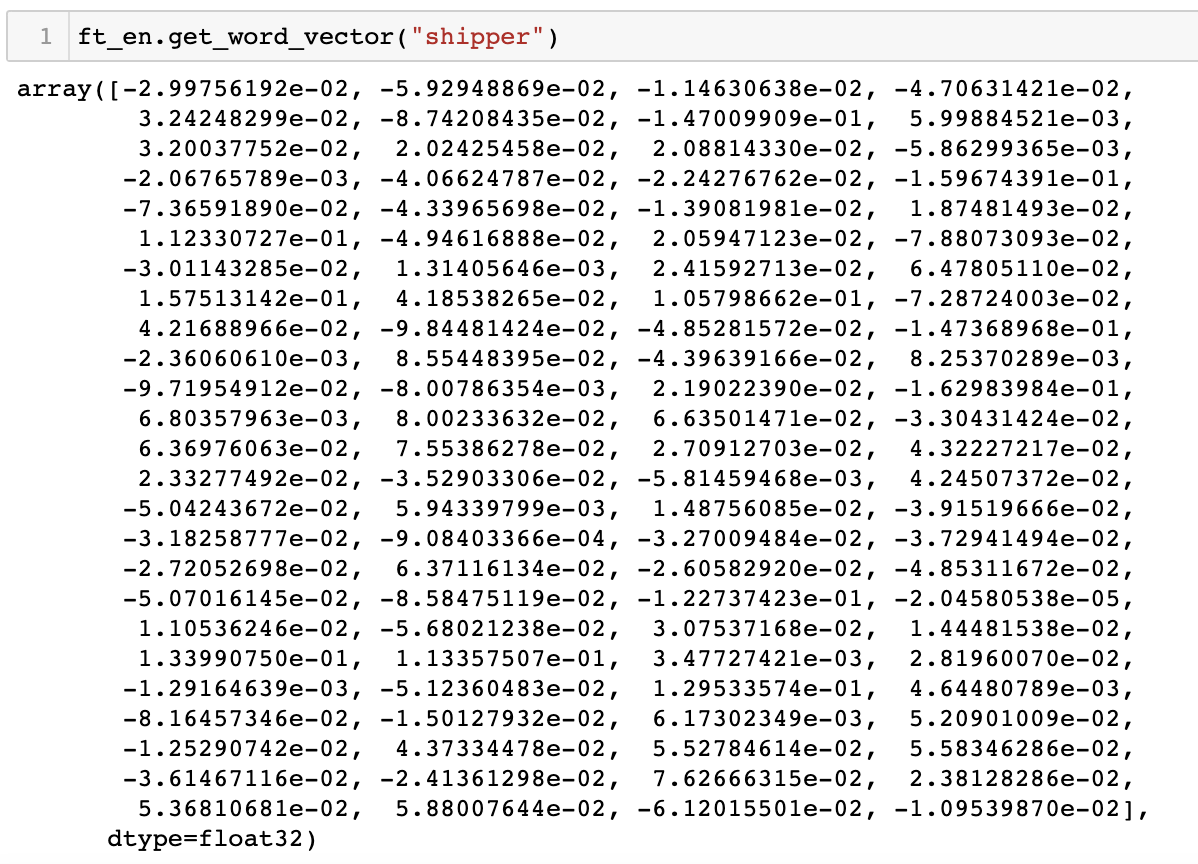 1 ft_en.get_word_vector("shipper")
array([-2.99756192e-02, -5.92948869e-02, -1.14630638e-02, -4.70631421e-02,
3.24248299e-02, -8.74208435e-02, -1.47009909e-01, 5.99884521e-03,
3.20037752e-02, 2.02425458e-02, 2.08814330e-02, -5.86299365e-03,
-2.06765789e-03, -4.06624787e-02, -2.24276762e-02, -1.59674391e-01,
-7.36591890e-02, -4.33965698e-02, -1.39081981e-02, 1.87481493e-02,
1.12330727e-01, -4.94616888e-02, 2.05947123e-02, -7.88073093e-02,
-3.01143285e-02, 1.31405646e-03, 2.41592713e-02, 6.47805110e-02,
1.57513142e-01, 4.18538265e-02, 1.05798662e-01, -7.28724003e-02,
4.21688966e-02, -9.84481424e-02, -4.85281572e-02, -1.47368968e-01,
-2.36060610e-03, 8.55448395e-02, -4.39639166e-02, 8.25370289e-03,
-9.71954912e-02, -8.00786354e-03, 2.19022390e-02, -1.62983984e-01,
6.80357963e-03, 8.00233632e-02, 6.63501471e-02, -3.30431424e-02,
6.36976063e-02, 7.55386278e-02, 2.70912703e-02, 4.32227217e-02,
2.33277492e-02, -3.52903306e-02, -5.81459468e-03, 4.24507372e-02,
-5.04243672e-02, 5.94339799e-03, 1.48756085e-02, -3.91519666e-02,
-3.18258777e-02, -9.08403366e-04, -3.27009484e-02, -3.72941494e-02,
-2.72052698e-02, 6.37116134e-02, -2.60582920e-02, -4.85311672e-02,
-5.07016145e-02, -8.58475119e-02, -1.22737423e-01, -2.04580538e-05,
1.10536246e-02, -5.68021238e-02, 3.07537168e-02, 1.44481538e-02,
1.33990750e-01, 1.13357507e-01, 3.47727421e-03, 2.81960070e-02,
-1.29164639e-03, -5.12360483e-02, 1.29533574e-01, 4.64480789e-03,
-8.16457346e-02, -1.50127932e-02, 6.17302349e-03, 5.20901009e-02,
-1.25290742e-02, 4.37334478e-02, 5.52784614e-02, 5.58346286e-02,
-3.61467116e-02, -2.41361298e-02, 7.62666315e-02, 2.38128286e-02,
5.36810681e-02, 5.88007644e-02, -6.12015501e-02, -1.09539870e-02],
dtype=float32)